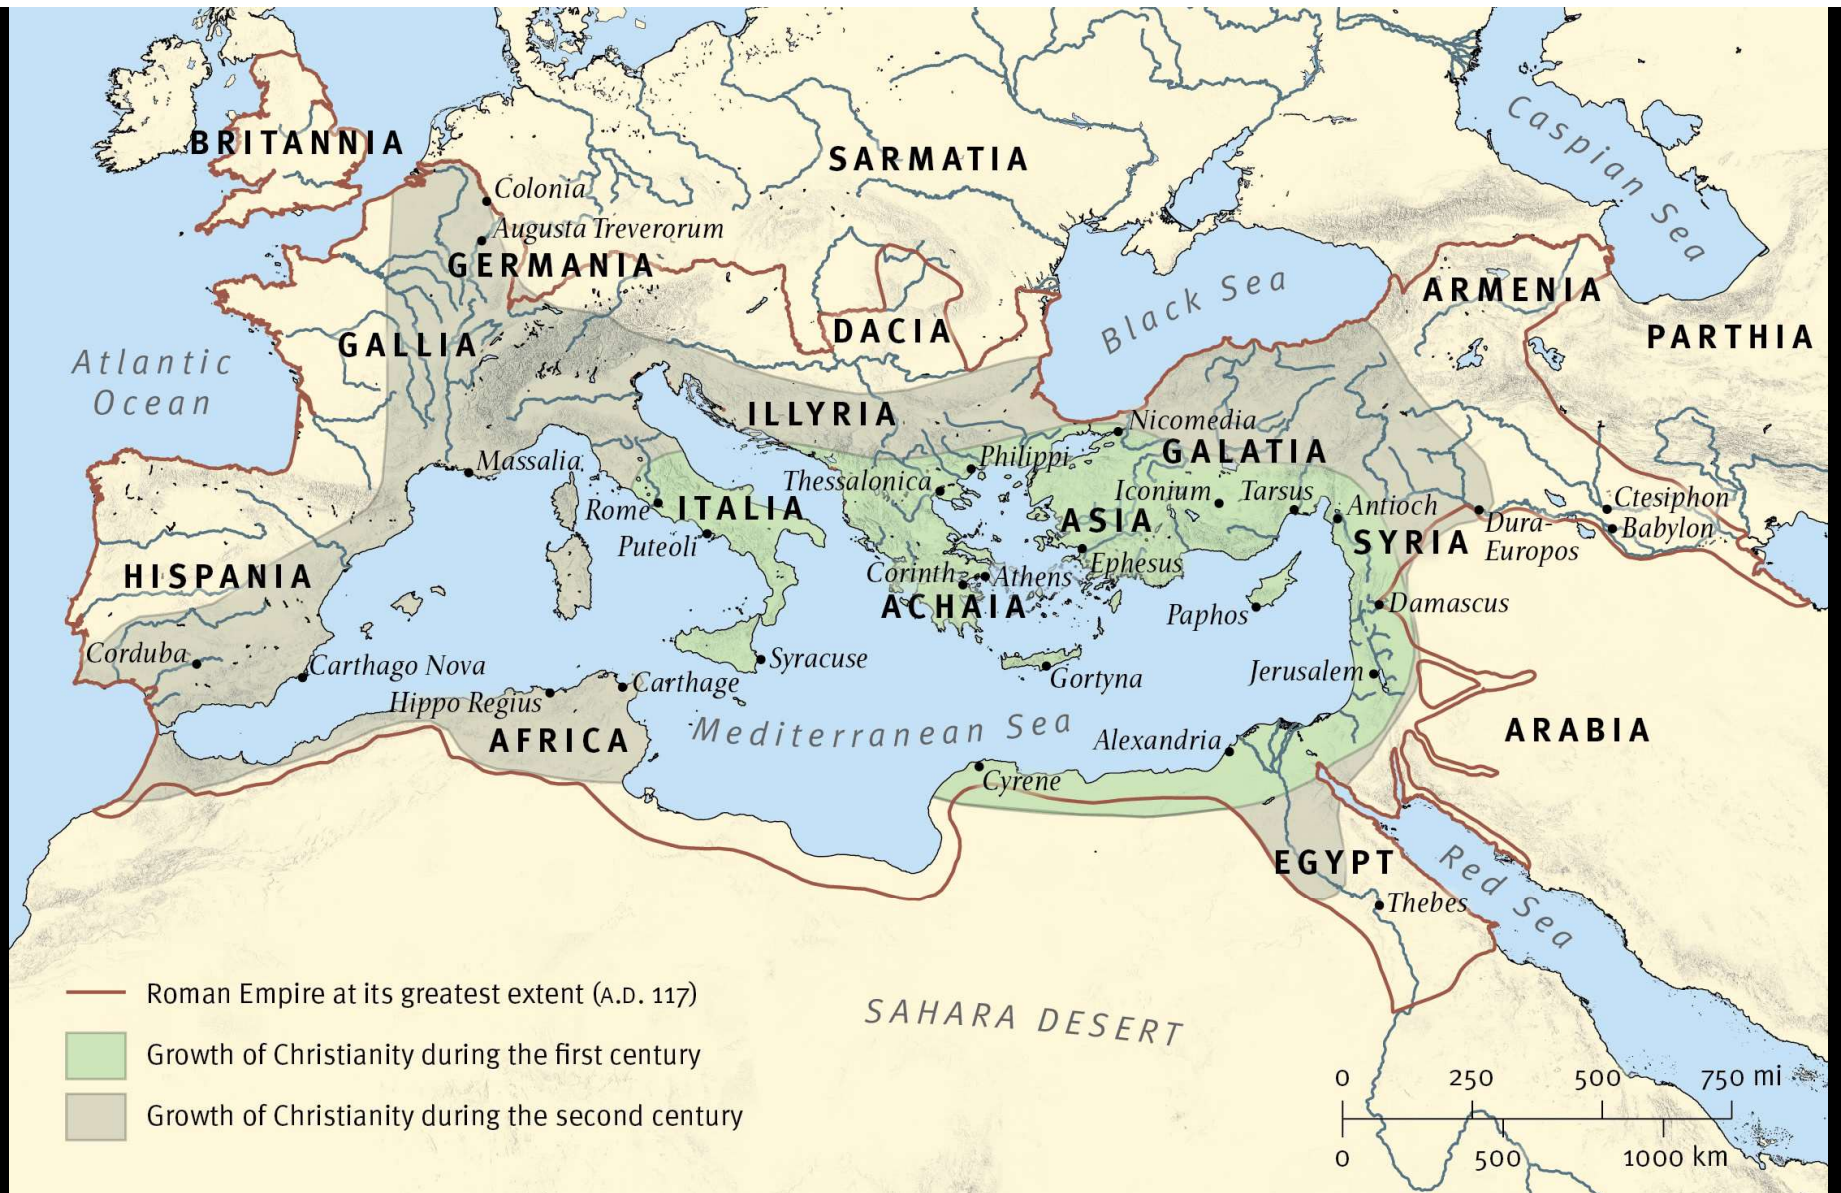 BRITANNIA
SARMATIA
Caspian Sea
Colonia
Augusta Treverorum
GERMANIA
ARMENIA
Black Sea
DACIA
PARTHIA
GALLIA
Atlantic
Ocean
ILLYRIA
Nicomedia
GALATIA
Massalia
Philippi
Thessalonica
Iconium
Tarsus
Antioch
Ctesiphon
Rome
ITALIA
ASIA
Dura-
Europos
Babylon
Puteoli
SYRIA
Ephesus
Corinth
Athens
HISPANIA
ACHAIA
Paphos
Damascus
Corduba
Carthago Nova
Syracuse
Gortyna
Jerusalem
Hippo Regius
Carthage
AFRICA
Mediterranean Sea
Alexandria
ARABIA
Cyrene
EGYPT
Red Sea
Thebes
Roman Empire at its greatest extent (A.D. 117)
SAHARA DESERT
Growth of Christianity during the first century
Growth of Christianity during the second century
0 250 500 750 mi
0 500 1000 km